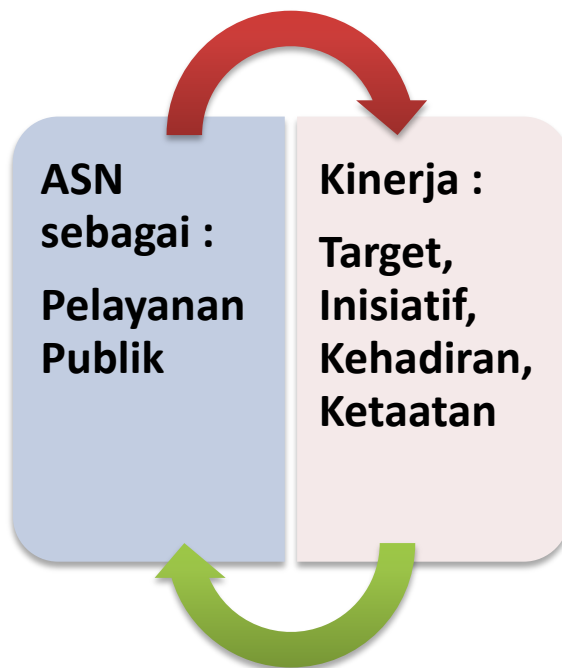 ASN
sebagai :
Pelayanan
Publik
Kinerja :
Target,
Inisiatif,
Kehadiran,
Ketaatan